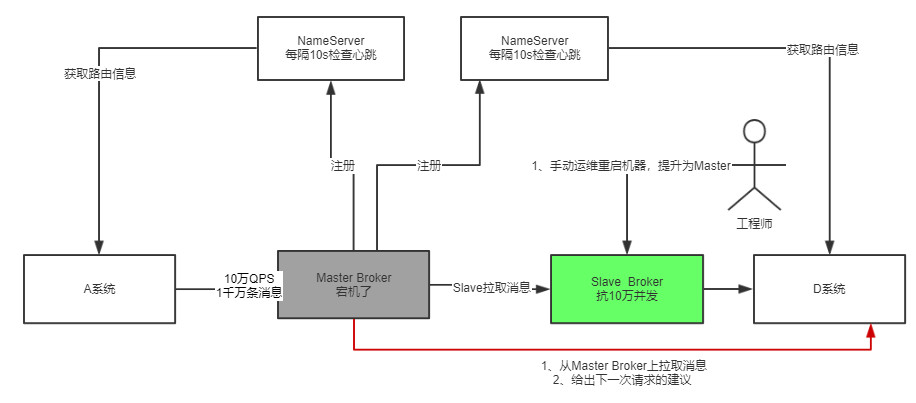 NameServer
每隔10s检查心跳
NameServer
每隔10s检查心跳
获取路由信息
获取路由信息
注册
注册
1、手动运维重启机器，提升为Master
工程师
A系统
10万QPS
1千万条消息
Master Broker
宕机了
Slave拉取消息
Slave Broker
抗10万并发
D系统
1、从Master Broker上拉取消息
2、给出下一次请求的建议